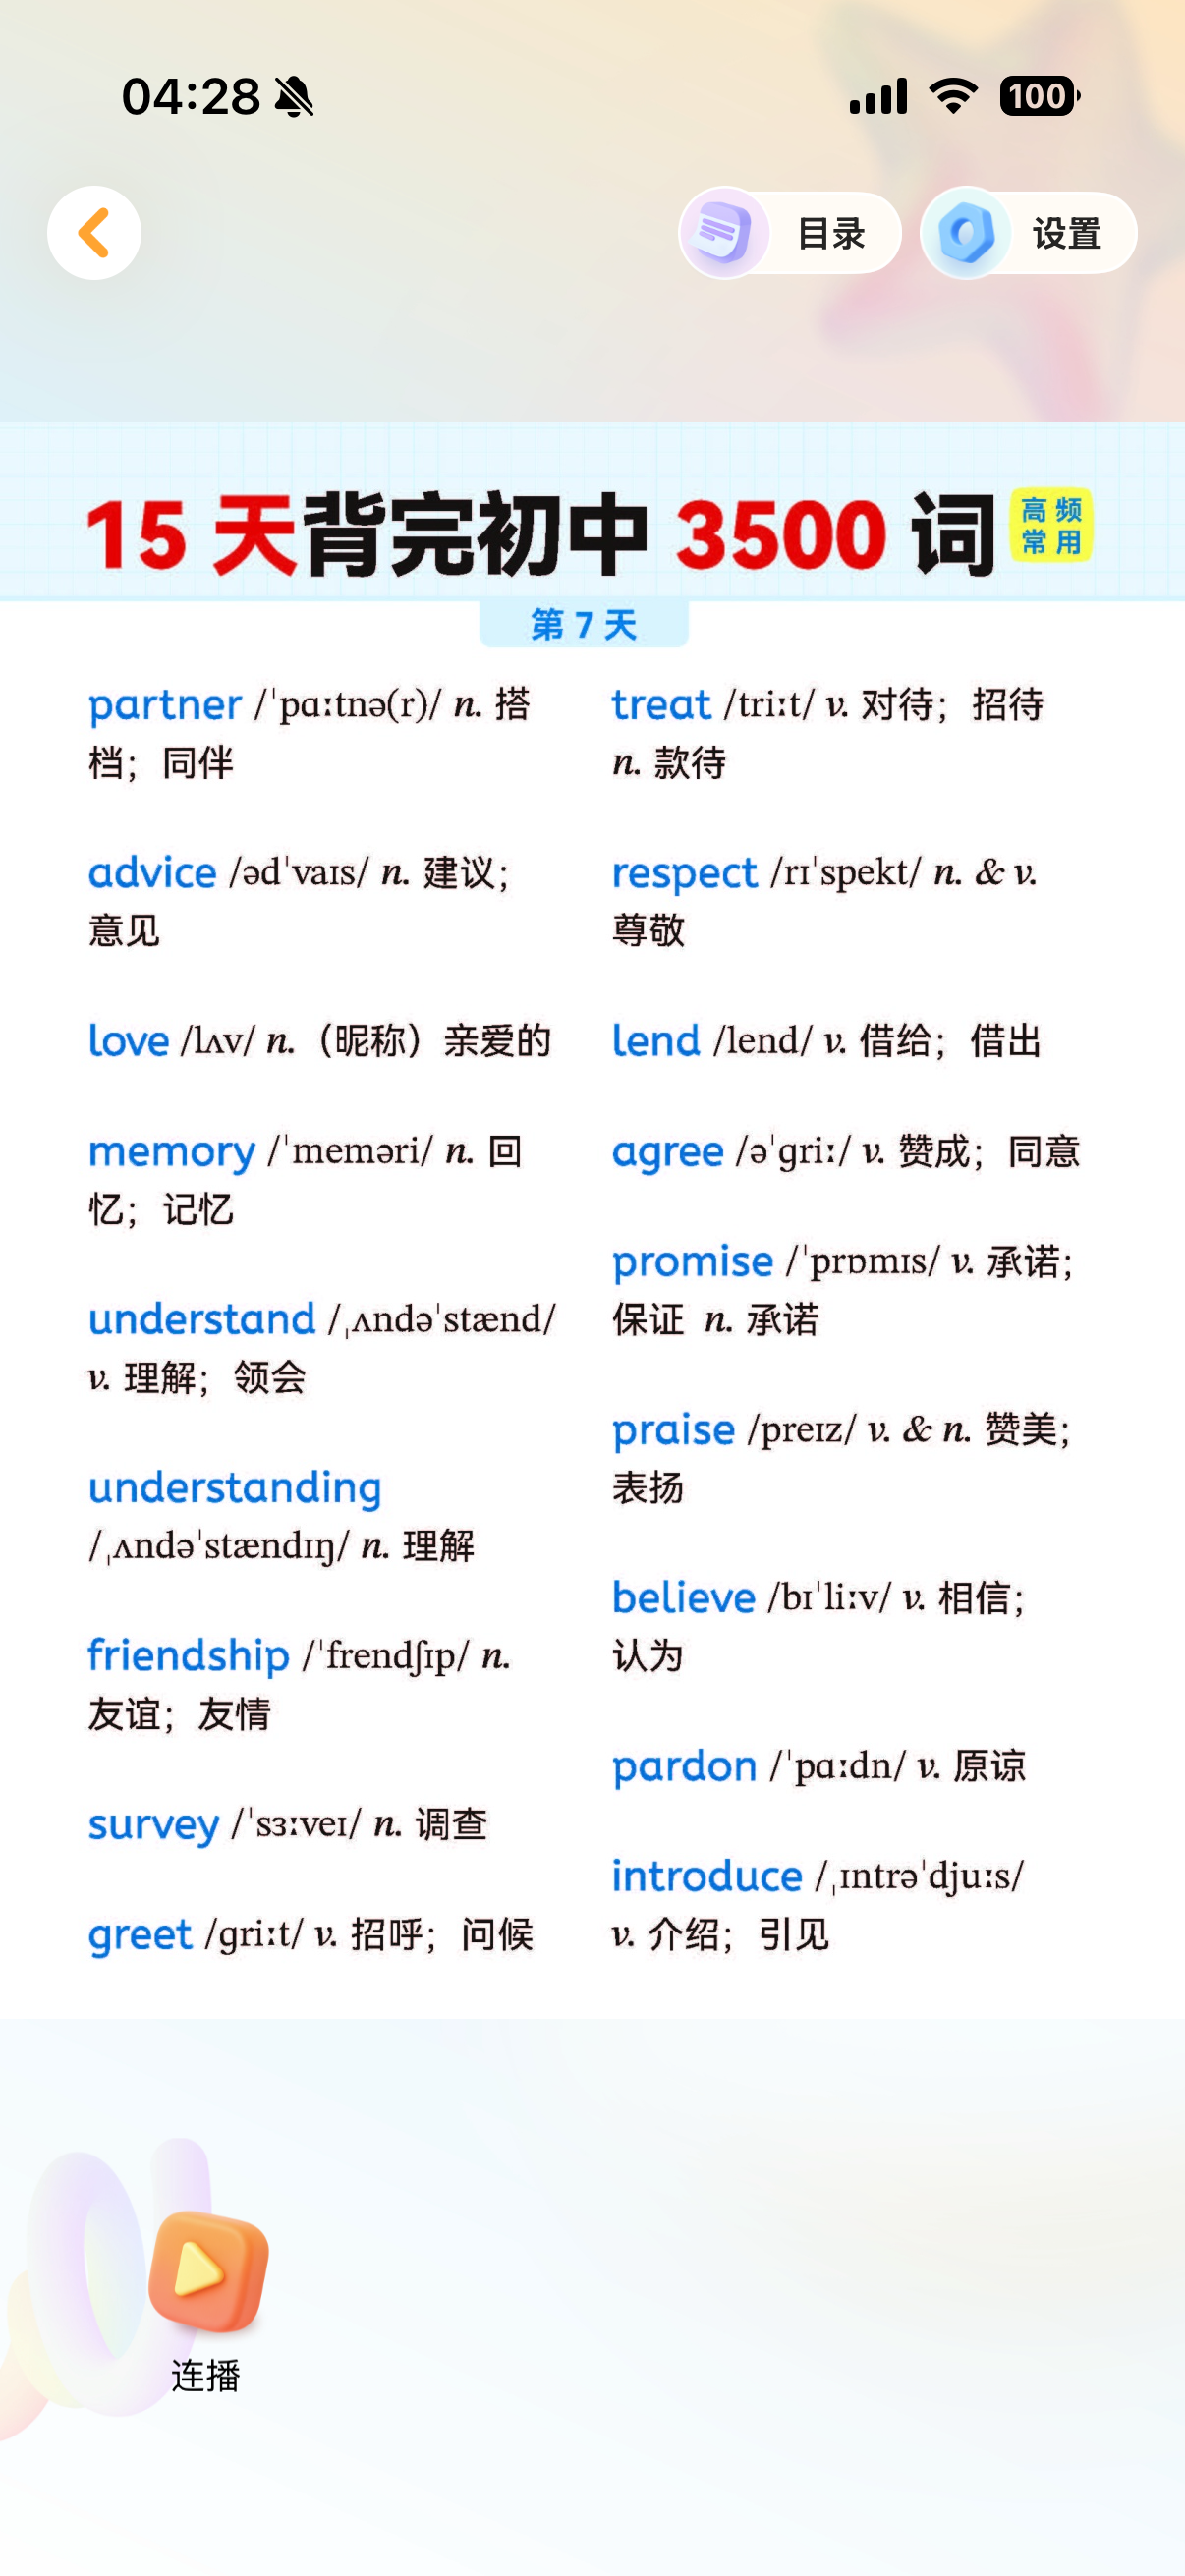 04:28
100
目录
设置
15 天背完初中 3500 词
高频
常用
第 7 天
partner /ˈpɑːtnə(r)/ n. 搭
档；同伴
advice /ədˈvaɪs/ n. 建议；
意见
love /lʌv/ n.（昵称）亲爱的
memory /ˈmeməri/ n. 回
忆；记忆
understand /ˌʌndəˈstænd/
v. 理解；领会
understanding
/ˌʌndəˈstændɪŋ/ n. 理解
friendship /ˈfrendʃɪp/ n.
友谊；友情
survey /ˈsɜːveɪ/ n. 调查
greet /ɡriːt/ v. 招呼；问候
treat /triːt/ v. 对待；招待
n. 款待
respect /rɪˈspekt/ n. & v.
尊敬
lend /lend/ v. 借给；借出
agree /əˈɡriː/ v. 赞成；同意
promise /ˈprɒmɪs/ v. 承诺；
保证 n. 承诺
praise /preɪz/ v. & n. 赞美；
表扬
believe /bɪˈliːv/ v. 相信；
认为
pardon /ˈpɑːdn/ v. 原谅
introduce /ˌɪntrəˈdjuːs/
v. 介绍；引见
连播